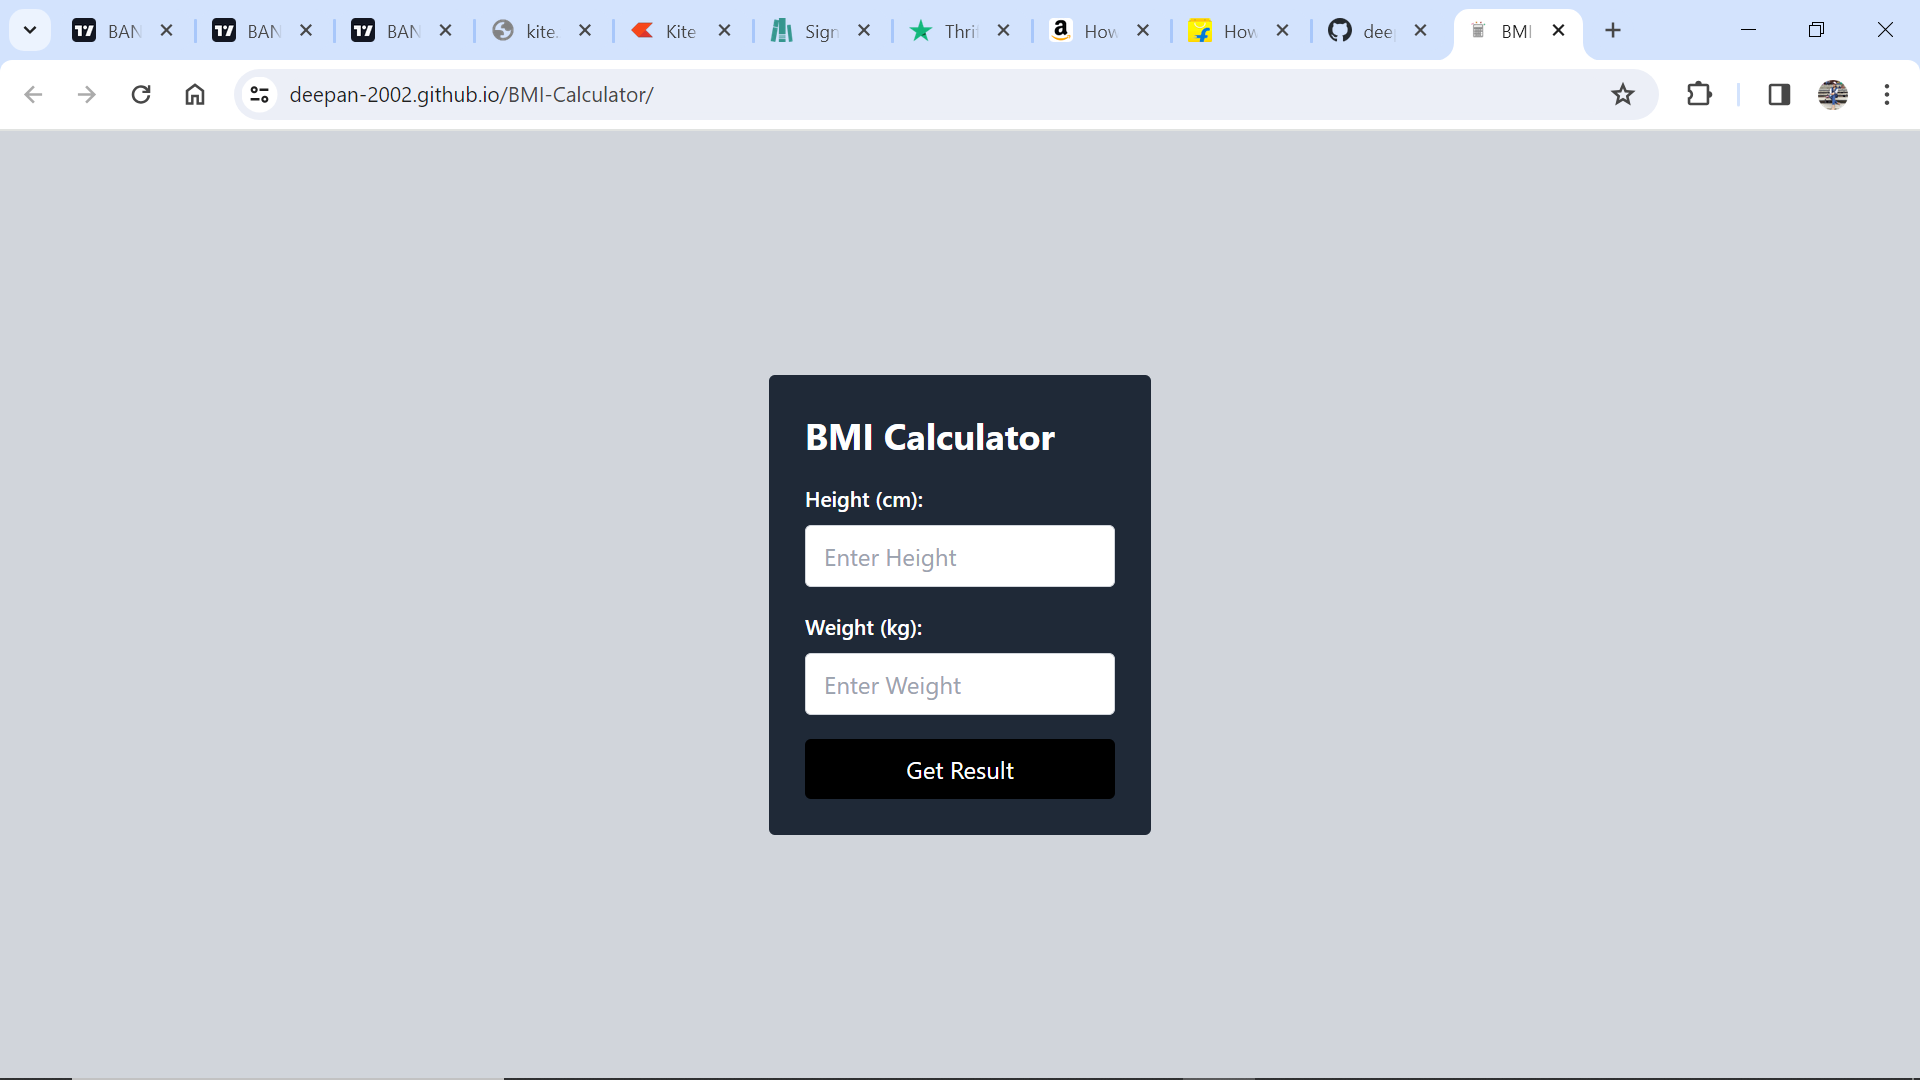 BAN BAN BAN kite. Kite Sign Thri How How deep BMI
deepan-2002.github.io/BMI-Calculator/
BMI Calculator
Height (cm):
Enter Height
Weight (kg):
Enter Weight
Get Result